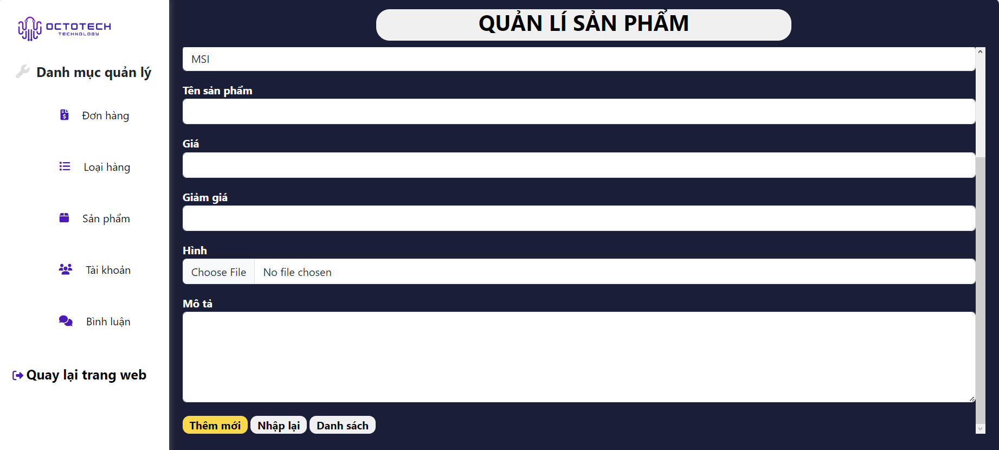 OCTOTECH
TECHNOLOGY
Danh mục quản lý
Đơn hàng
Loại hàng
Sản phẩm
Tài khoản
Bình luận
Quay lại trang web
QUẢN LÍ SẢN PHẨM
MSI
Tên sản phẩm
Giá
Giảm giá
Hình
Choose File No file chosen
Mô tả
Thêm mới Nhập lại Danh sách